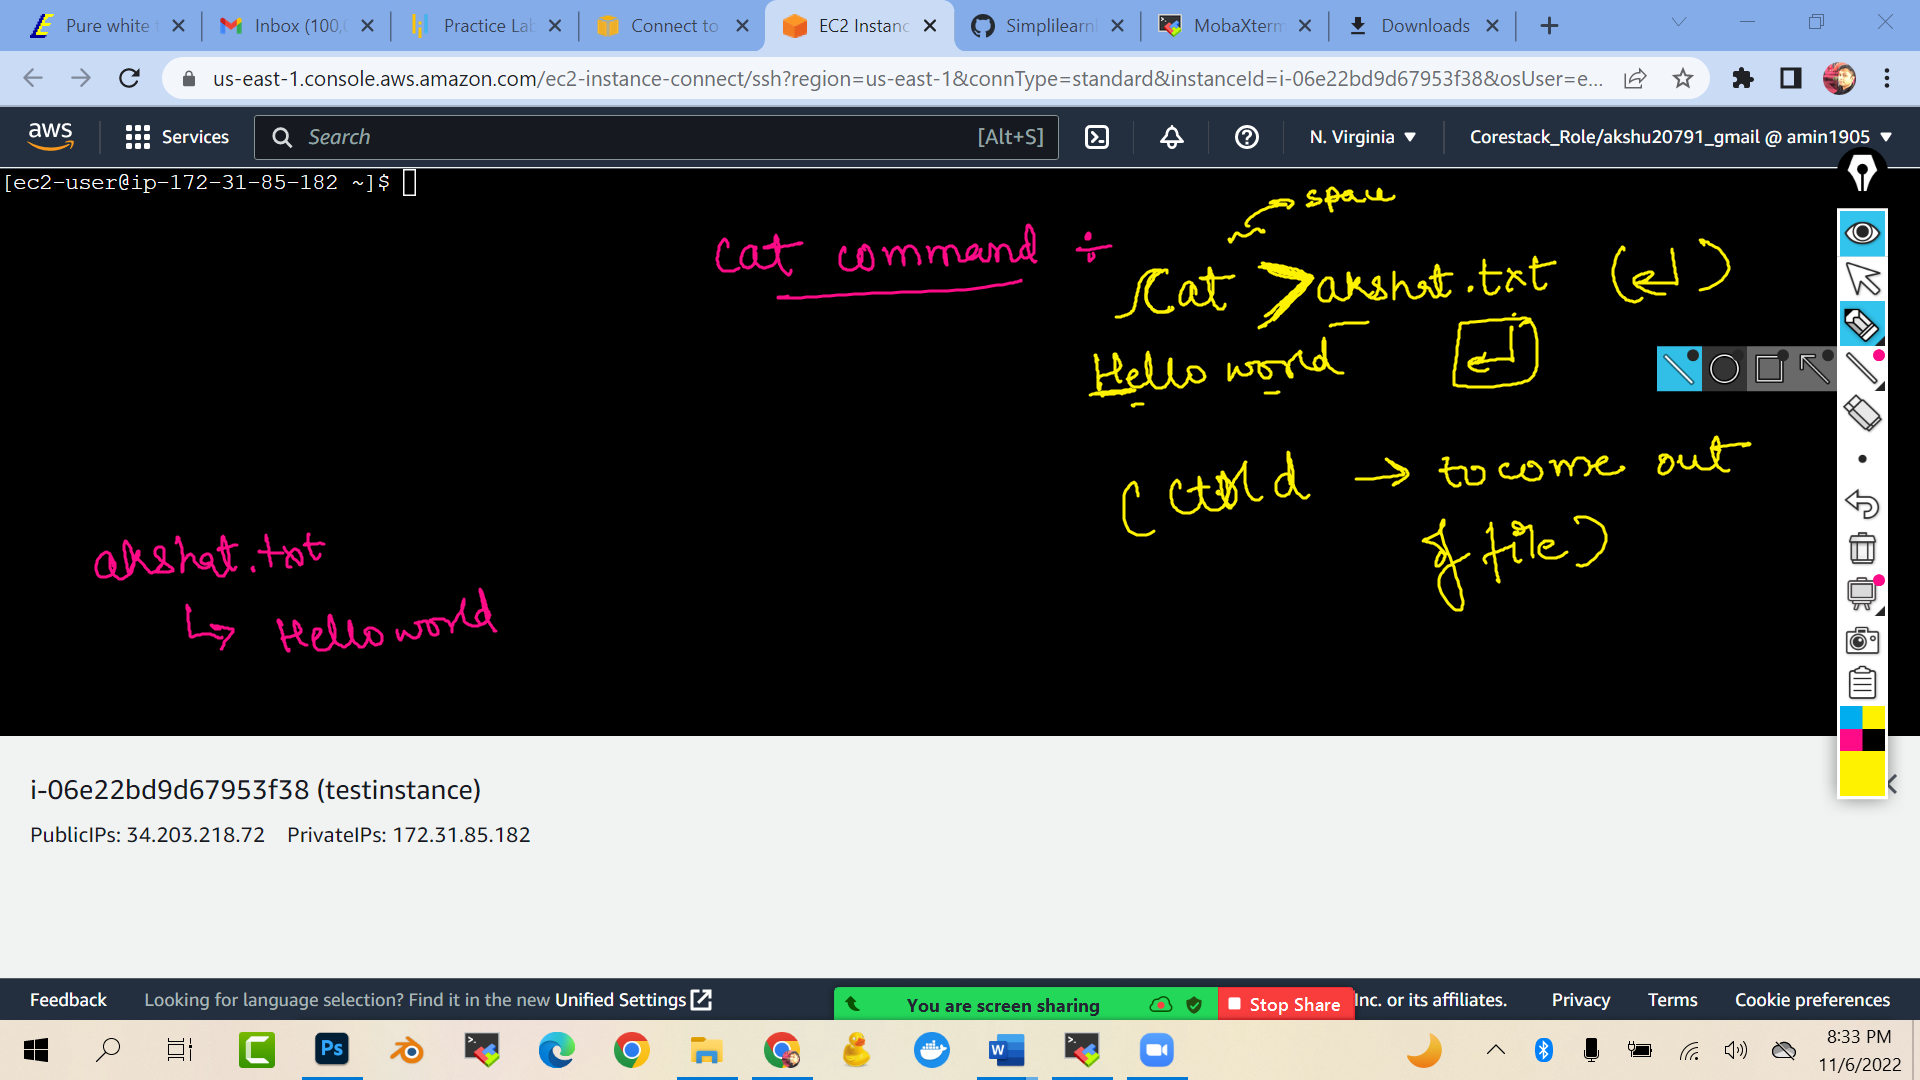 Pure white
Inbox (100,
Practice Lab
Connect to
EC2 Instanc
Simplilearn
MobaXterm
Downloads
us-east-1.console.aws.amazon.com/ec2-instance-connect/ssh?region=us-east-1&connType=standard&instanceId=i-06e22bd9d67953f38&osUser=e...
aws
Services
Search
[Alt+S]
N. Virginia
Corestack_Role/akshu20791_gmail @ amin1905
[ec2-user@ip-172-31-85-182 ~]$
space
Cat command ÷
Cat > akshat.txt (↵)
Hello world ↵
(Ctrl d → to come out
of file)
akshat.txt
↳ Hello world
i-06e22bd9d67953f38 (testinstance)
PublicIPs: 34.203.218.72 PrivateIPs: 172.31.85.182
Feedback
Looking for language selection? Find it in the new Unified Settings
You are screen sharing
Stop Share
Inc. or its affiliates.
Privacy
Terms
Cookie preferences
Ps
W
8:33 PM
11/6/2022